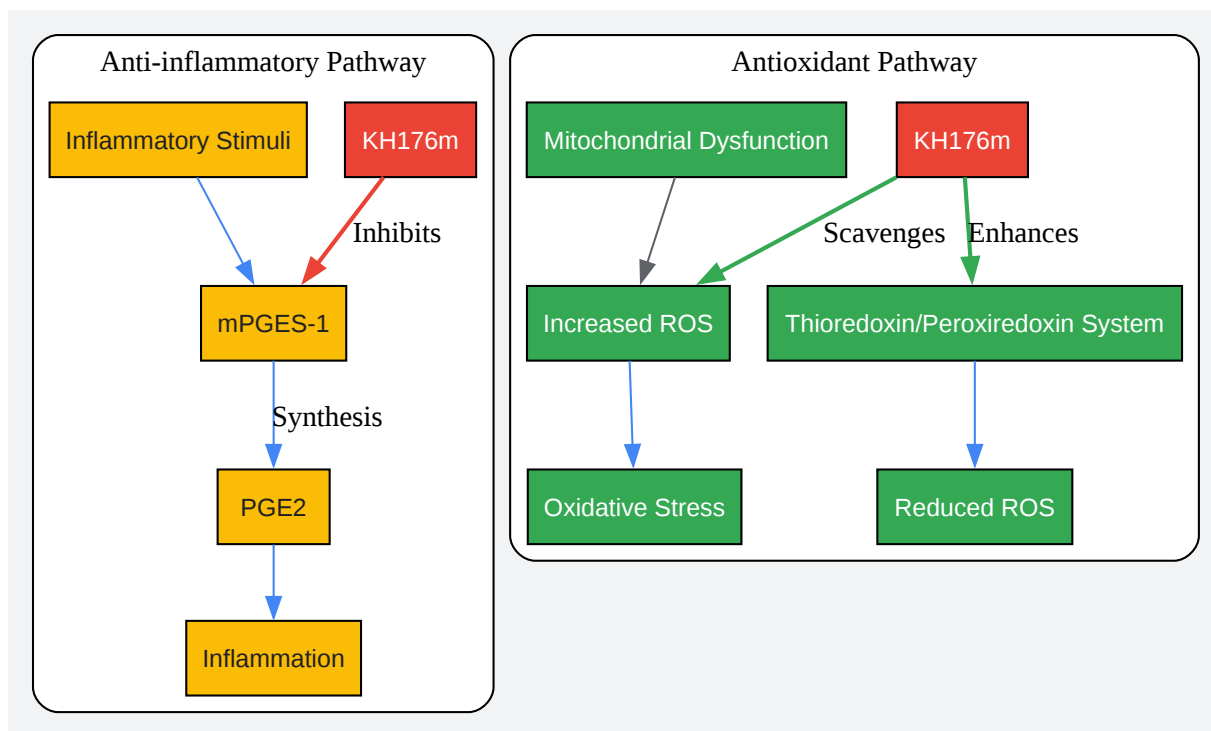 Anti-inflammatory Pathway
Inflammatory Stimuli
KH176m
Inhibits
mPGES-1
Synthesis
PGE2
Inflammation
Antioxidant Pathway
Mitochondrial Dysfunction
KH176m
Scavenges
Enhances
Increased ROS
Thioredoxin/Peroxiredoxin System
Oxidative Stress
Reduced ROS